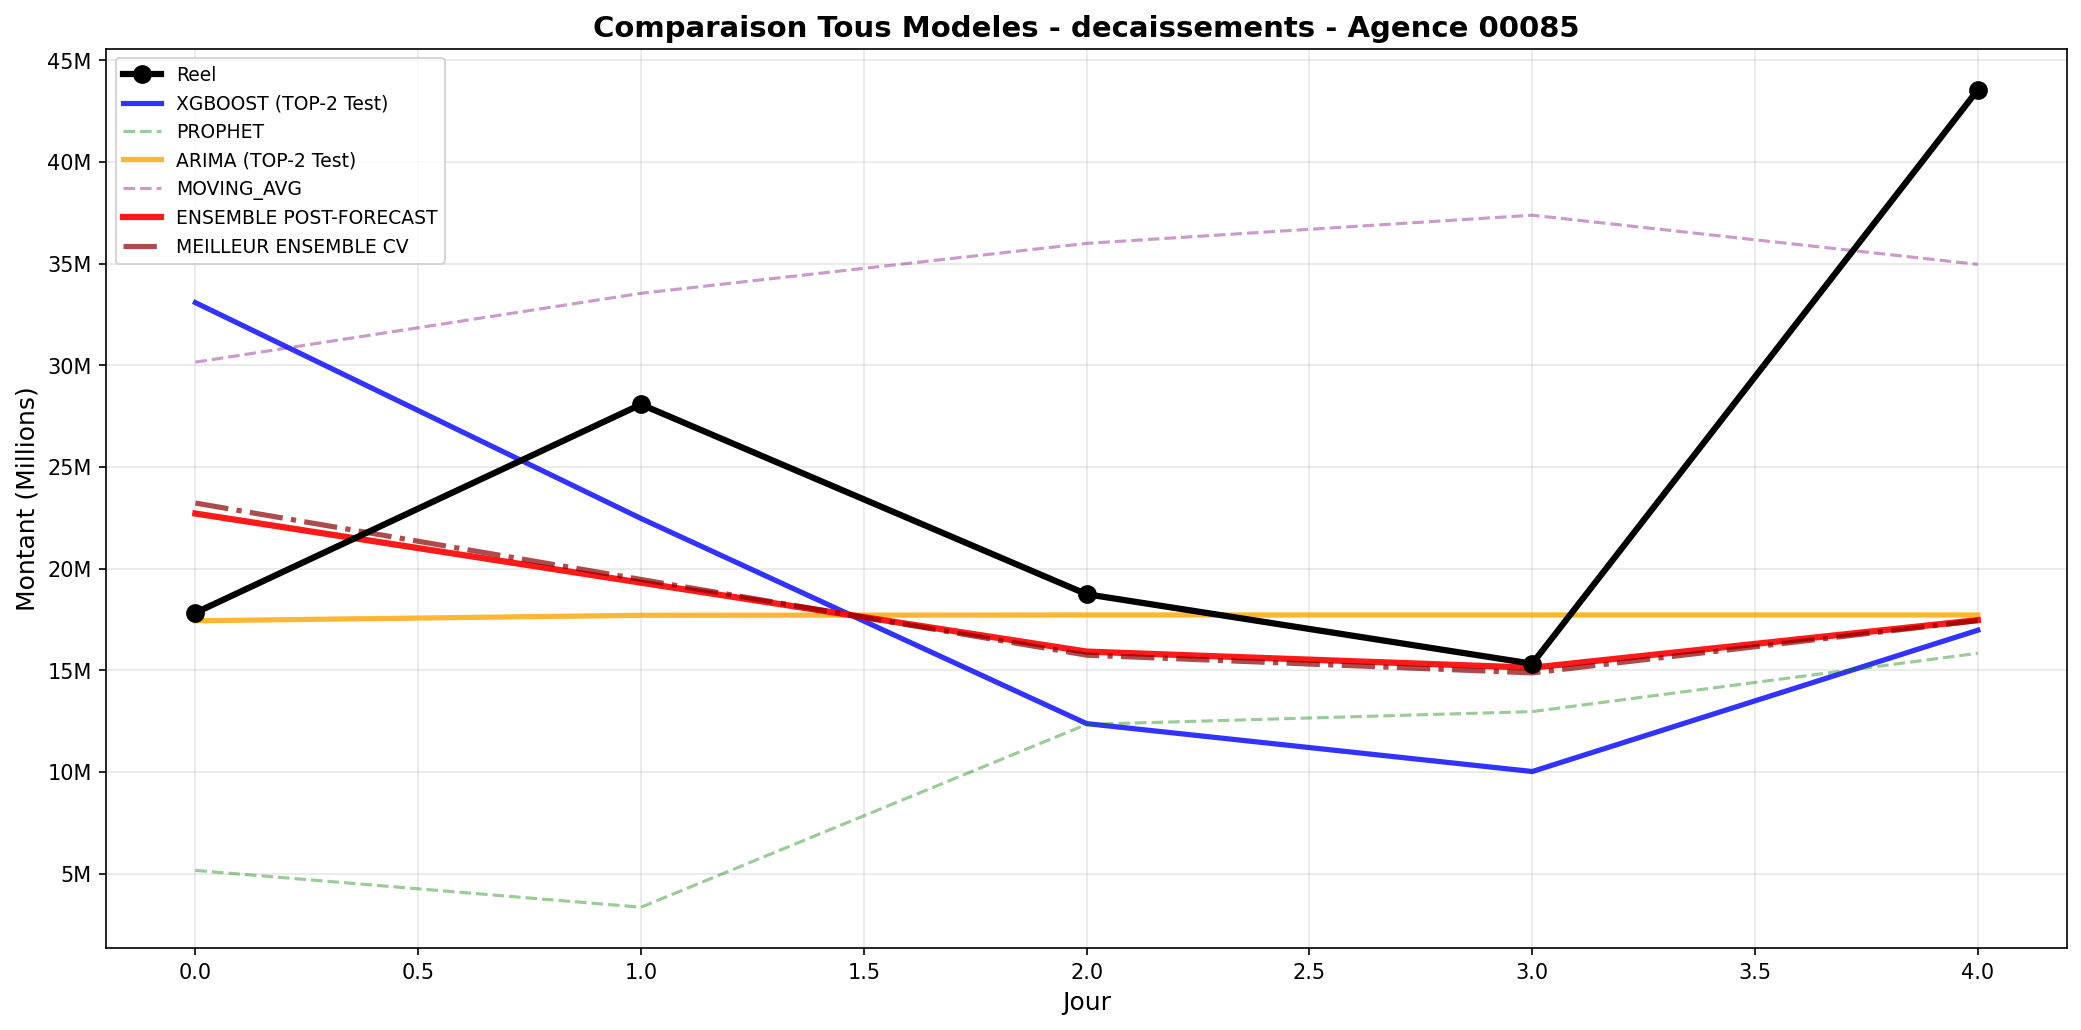 Comparaison Tous Modeles - decaissements - Agence 00085
Reel
XGBOOST (TOP-2 Test)
PROPHET
ARIMA (TOP-2 Test)
MOVING_AVG
ENSEMBLE POST-FORECAST
MEILLEUR ENSEMBLE CV
Montant (Millions)
45M
40M
35M
30M
25M
20M
15M
10M
5M
0.0 0.5 1.0 1.5 2.0 2.5 3.0 3.5 4.0
Jour